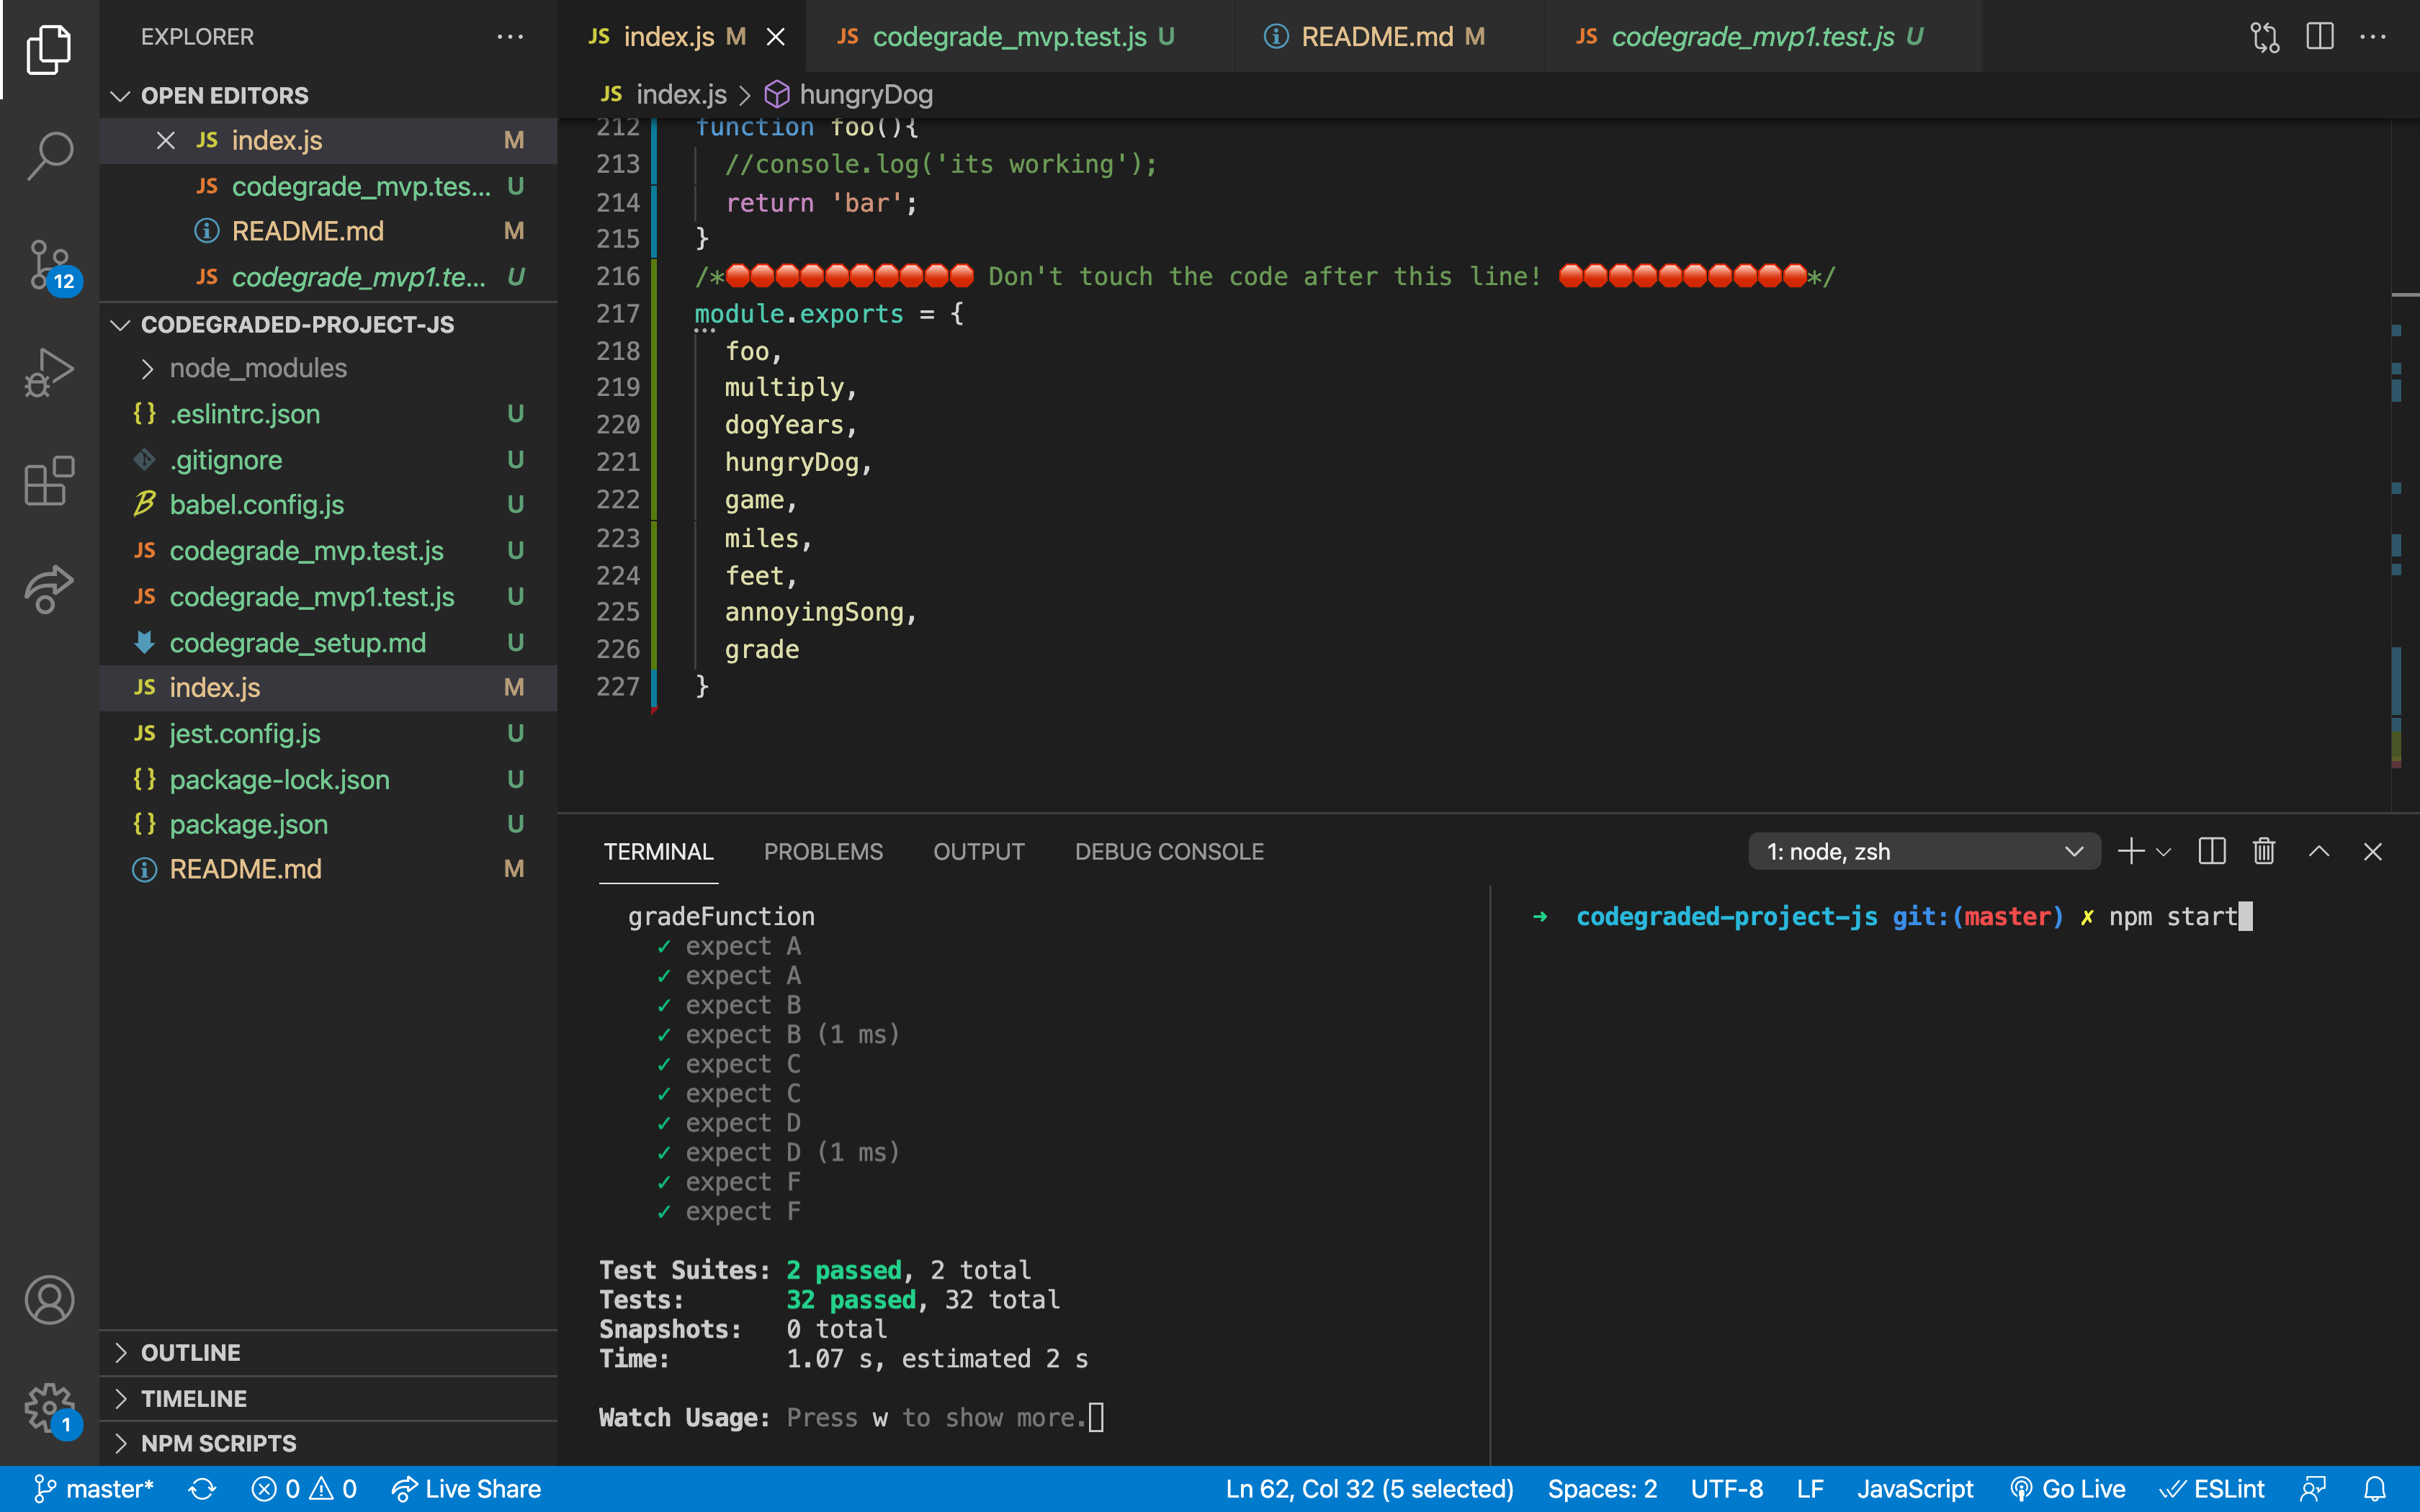 EXPLORER
OPEN EDITORS
JS index.js M
JS codegrade_mvp.tes... U
README.md M
JS codegrade_mvp1.te... U
12
CODEGRADED-PROJECT-JS
node_modules
{} .eslintrc.json U
.gitignore U
babel.config.js U
JS codegrade_mvp.test.js U
JS codegrade_mvp1.test.js U
codegrade_setup.md U
JS index.js M
JS jest.config.js U
{} package-lock.json U
{} package.json U
README.md M
OUTLINE
TIMELINE
1
NPM SCRIPTS
JS index.js M
JS codegrade_mvp.test.js U
README.md M
JS codegrade_mvp1.test.js U
JS index.js > hungryDog
212 function foo(){
213 //console.log('its working');
214 return 'bar';
215 }
216 /*🛑🛑🛑🛑🛑🛑🛑🛑🛑🛑 Don't touch the code after this line! 🛑🛑🛑🛑🛑🛑🛑🛑🛑🛑*/
217 module.exports = {
218 foo,
219 multiply,
220 dogYears,
221 hungryDog,
222 game,
223 miles,
224 feet,
225 annoyingSong,
226 grade
227 }
TERMINAL PROBLEMS OUTPUT DEBUG CONSOLE
1: node, zsh
gradeFunction
✓ expect A
✓ expect A
✓ expect B
✓ expect B (1 ms)
✓ expect C
✓ expect C
✓ expect D
✓ expect D (1 ms)
✓ expect F
✓ expect F
Test Suites: 2 passed, 2 total
Tests: 32 passed, 32 total
Snapshots: 0 total
Time: 1.07 s, estimated 2 s
Watch Usage: Press w to show more.
➜ codegraded-project-js git:(master) ✗ npm start
master* 0 0 Live Share Ln 62, Col 32 (5 selected) Spaces: 2 UTF-8 LF JavaScript Go Live ESLint